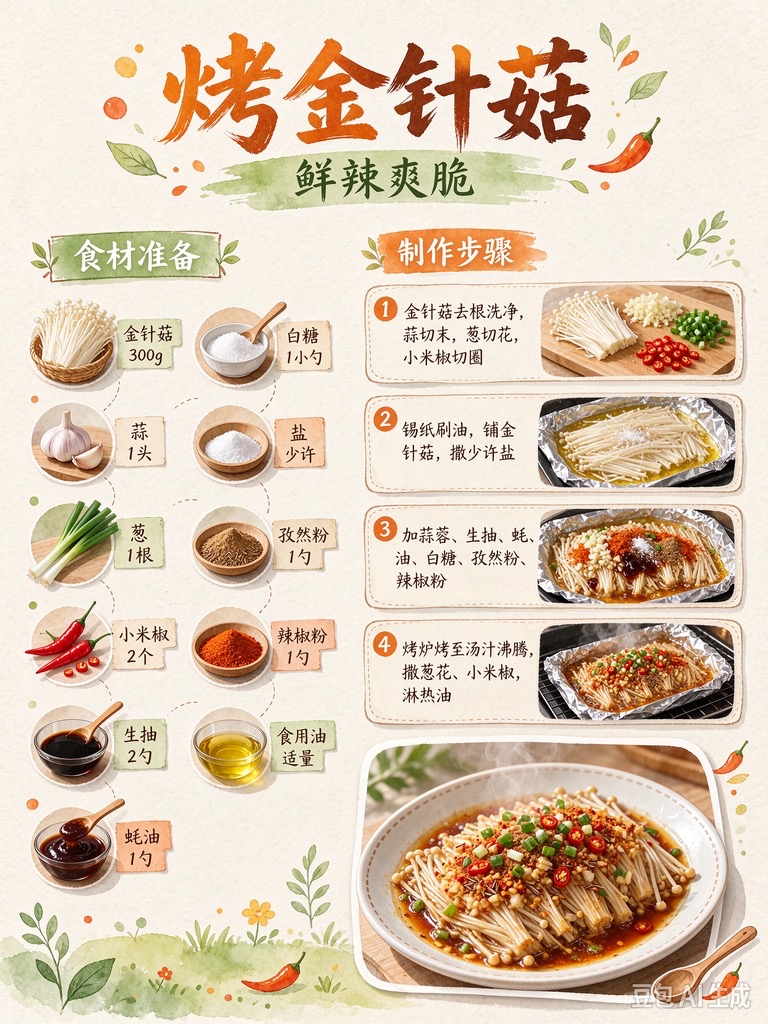 烤金针菇
鲜辣爽脆
食材准备
金针菇
300g
白糖
1小勺
蒜
1头
盐
少许
葱
1根
孜然粉
1勺
小米椒
2个
辣椒粉
1勺
生抽
2勺
食用油
适量
蚝油
1勺
制作步骤
1
金针菇去根洗净，
蒜切末，葱切花，
小米椒切圈
2
锡纸刷油，铺金
针菇，撒少许盐
3
加蒜蓉、生抽、蚝、
油、白糖、孜然粉、
辣椒粉
4
烤炉烤至汤汁沸腾，
撒葱花、小米椒，
淋热油
豆包AI生成